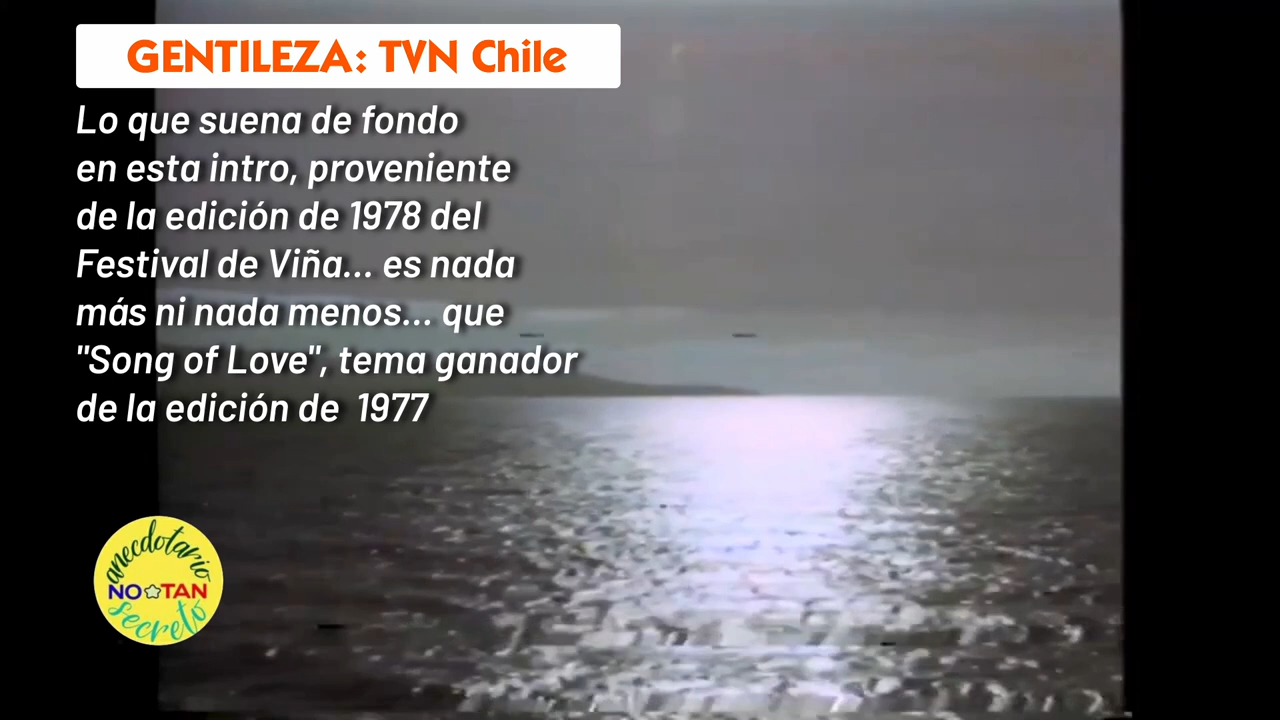 GENTILEZA: TVN Chile
Lo que suena de fondo
en esta intro, proveniente
de la edición de 1978 del
Festival de Viña... es nada
más ni nada menos... que
"Song of Love", tema ganador
de la edición de  1977
anecdotario
NO TAN
secreto